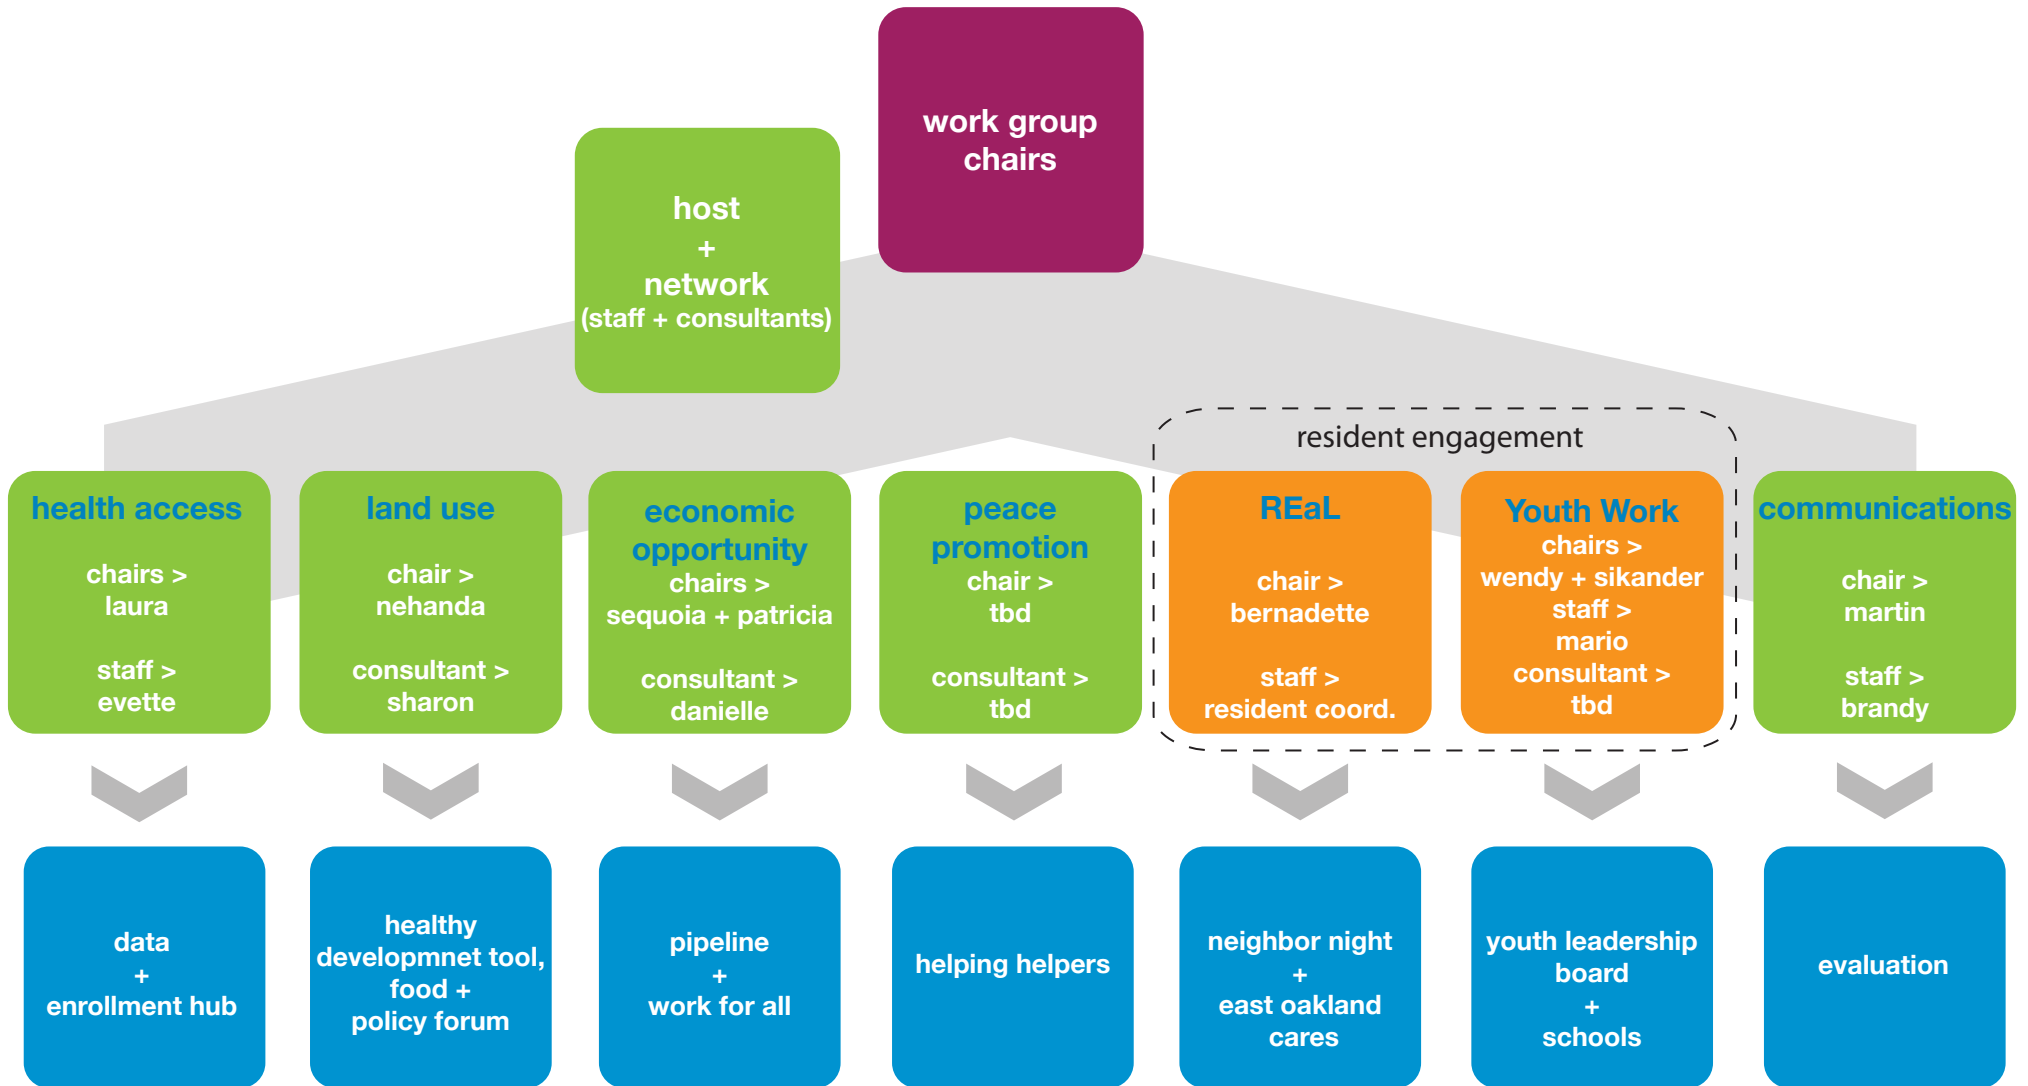 work group
chairs
host
+
network
(staff + consultants)
resident engagement
health access
chairs >
laura
staff >
evette
land use
chair >
nehanda
consultant >
sharon
economic
opportunity
chairs >
sequoia + patricia
consultant >
danielle
peace
promotion
chair >
tbd
consultant >
tbd
REaL
chair >
bernadette
staff >
resident coord.
Youth Work
chairs >
wendy + sikander
staff >
mario
consultant >
tbd
communications
chair >
martin
staff >
brandy
data
+
enrollment hub
healthy
developmnet tool,
food +
policy forum
pipeline
+
work for all
helping helpers
neighbor night
+
east oakland
cares
youth leadership
board
+
schools
evaluation